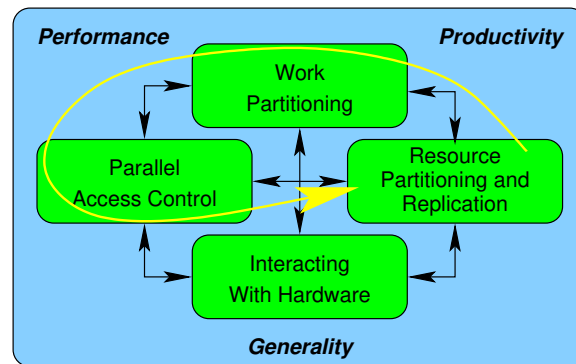 Performance
Productivity
Work
Partitioning
Parallel
Access Control
Resource
Partitioning and
Replication
Interacting
With Hardware
Generality